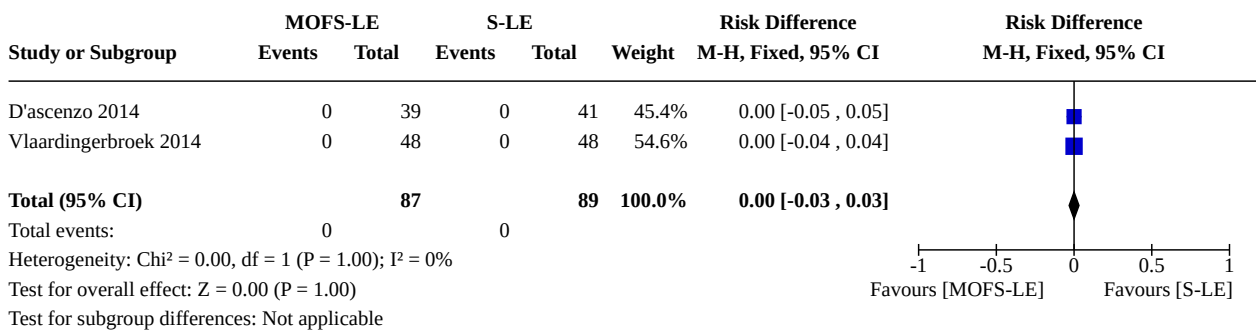 MOFS-LE S-LE Risk Difference Risk Difference
Study or Subgroup Events Total Events Total Weight M-H, Fixed, 95% CI M-H, Fixed, 95% CI
D'ascenzo 2014 0 39 0 41 45.4% 0.00 [-0.05 , 0.05]
Vlaardingerbroek 2014 0 48 0 48 54.6% 0.00 [-0.04 , 0.04]
Total (95% CI) 87 89 100.0% 0.00 [-0.03 , 0.03]
Total events: 0 0
Heterogeneity: Chi² = 0.00, df = 1 (P = 1.00); I² = 0%
-1 -0.5 0 0.5 1
Test for overall effect: Z = 0.00 (P = 1.00) Favours [MOFS-LE] Favours [S-LE]
Test for subgroup differences: Not applicable